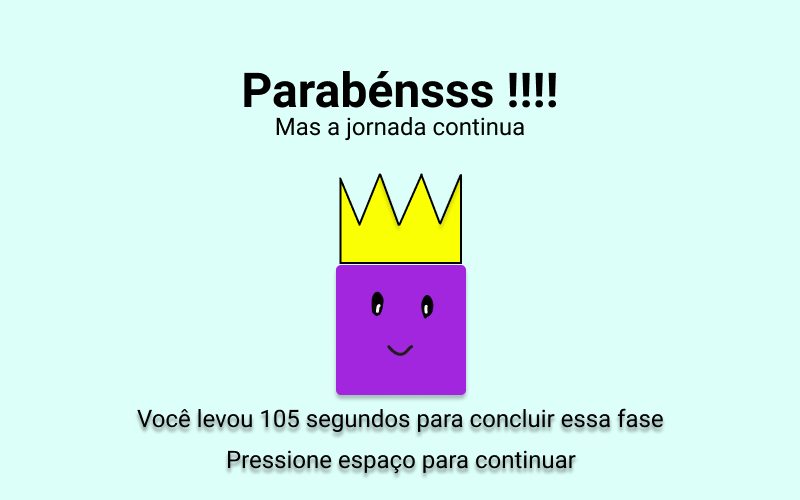 Parabénsss !!!!
Mas a jornada continua
Você levou 105 segundos para concluir essa fase
Pressione espaço para continuar